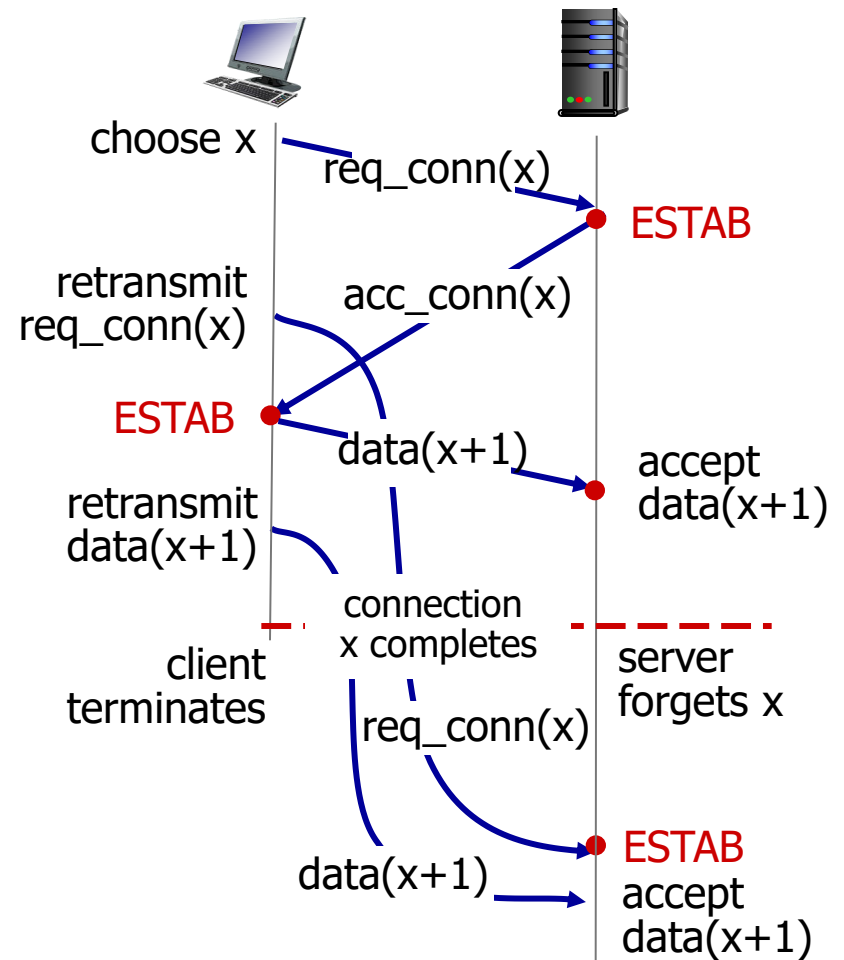 choose x
req_conn(x)
ESTAB
retransmit
req_conn(x)
acc_conn(x)
ESTAB
data(x+1)
accept
data(x+1)
retransmit
data(x+1)
connection
x completes
client
terminates
server
forgets x
req_conn(x)
ESTAB
data(x+1)
accept
data(x+1)